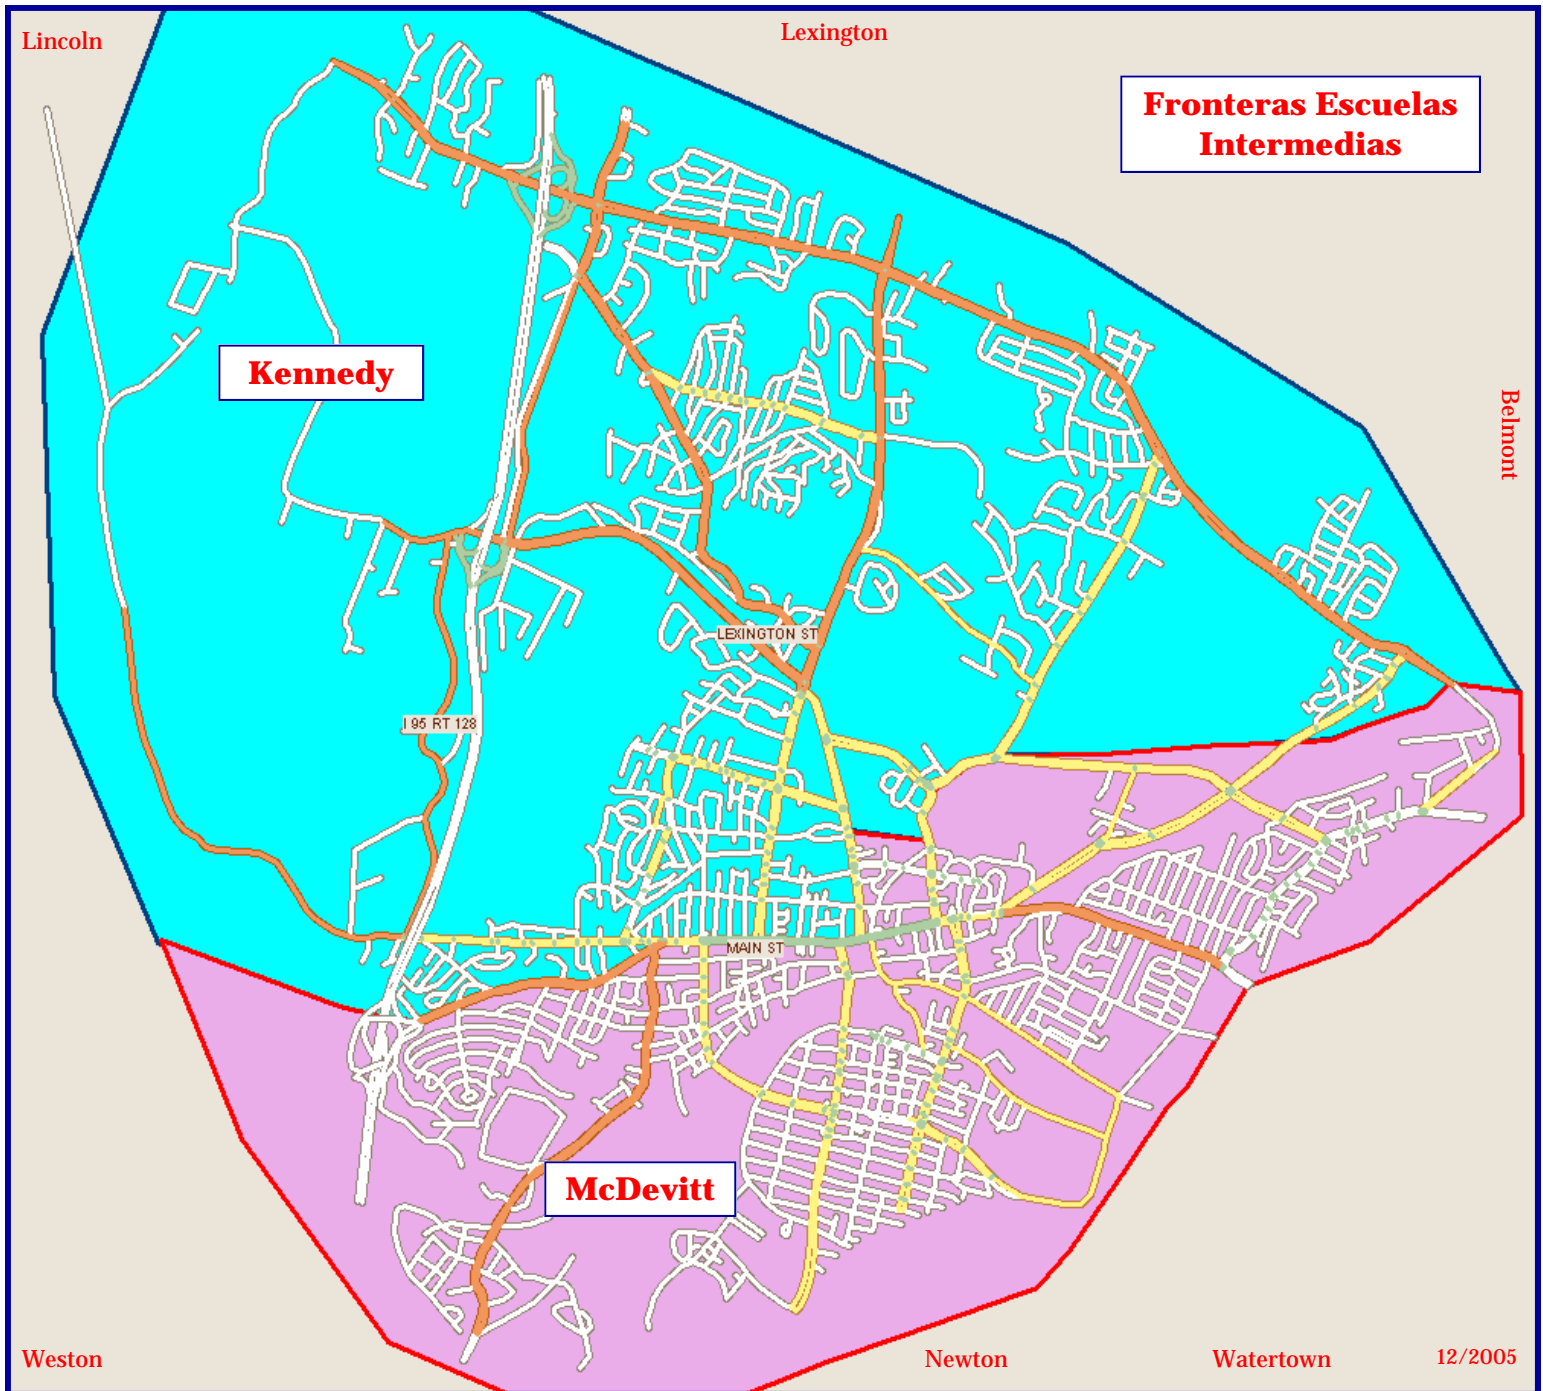 Lincoln
Lexington
Fronteras Escuelas
Intermedias
Kennedy
Belmont
LEXINGTON ST
I 95 RT 128
MAIN ST
McDevitt
Weston
Newton
Watertown
12/2005